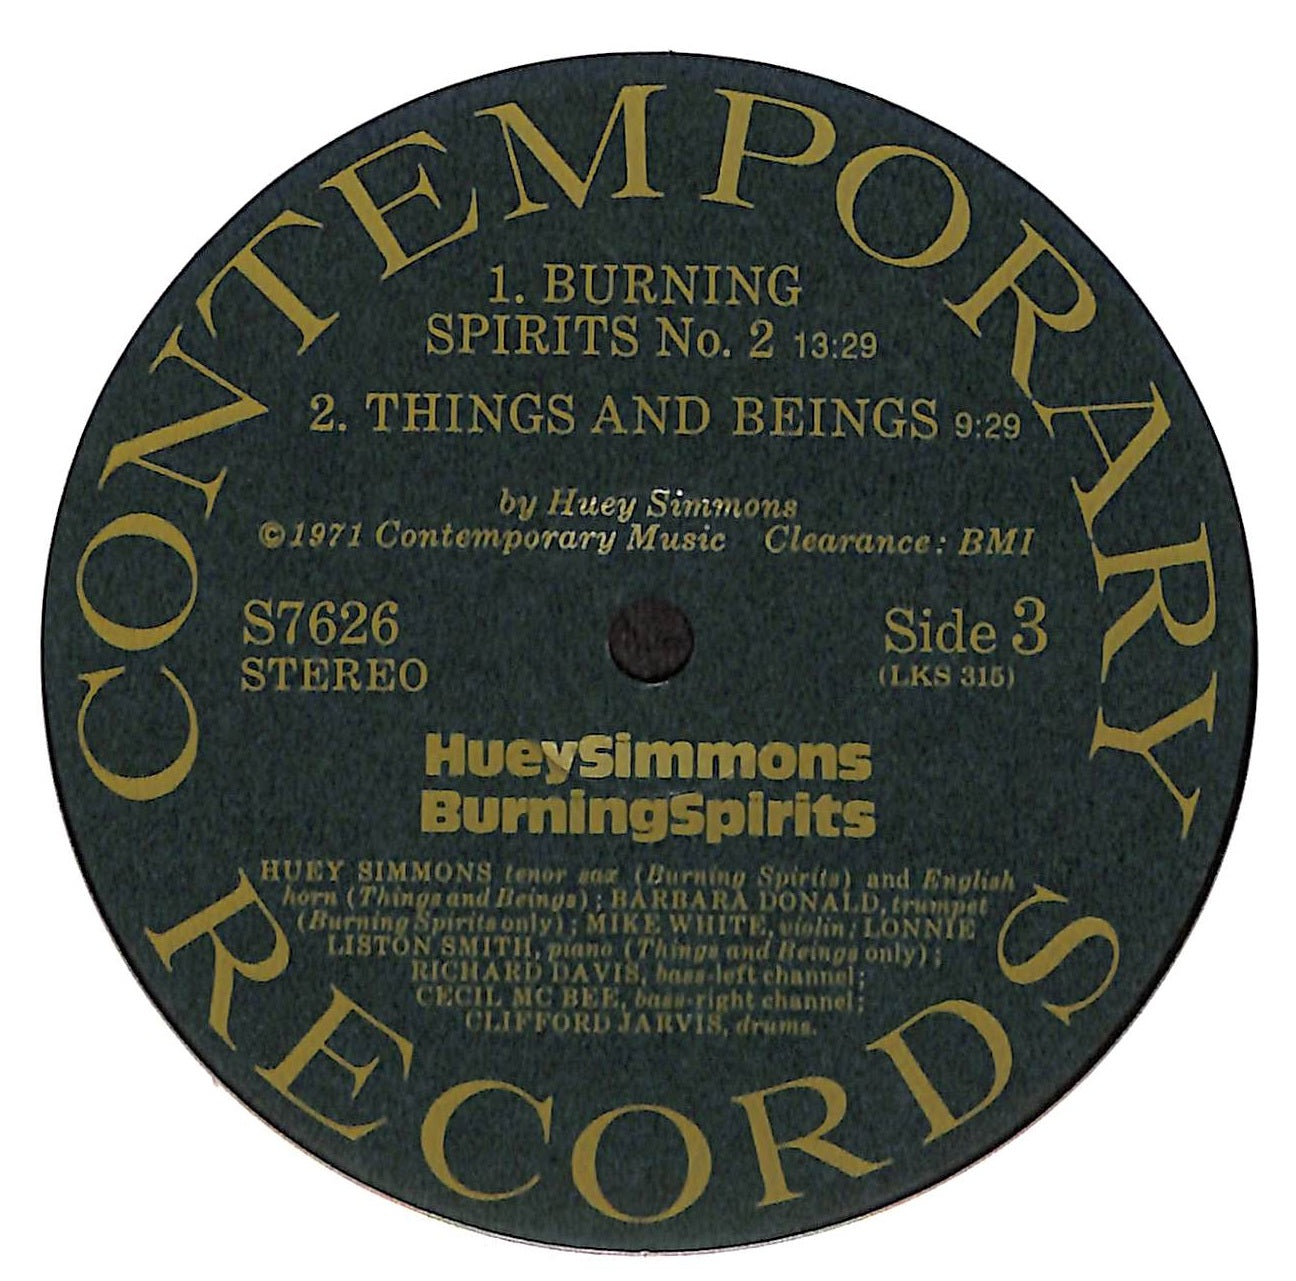 CONTEMPORARY
1. BURNING
SPIRITS No. 2 13:29
2. THINGS AND BEINGS 9:29
by Huey Simmons
©1971 Contemporary Music Clearance: BMI
S7626
STEREO
Side 3
(LKS 315)
HueySimmons
BurningSpirits
HUEY SIMMONS tenor sax (Burning Spirits) and English
horn (Things and Beings); BARBARA DONALD, trumpet
(Burning Spirits only); MIKE WHITE, violin; LONNIE
LISTON SMITH, piano (Things and Beings only);
RICHARD DAVIS, bass-left channel;
CECIL MC BEE, bass-right channel;
CLIFFORD JARVIS, drums.
RECORDS